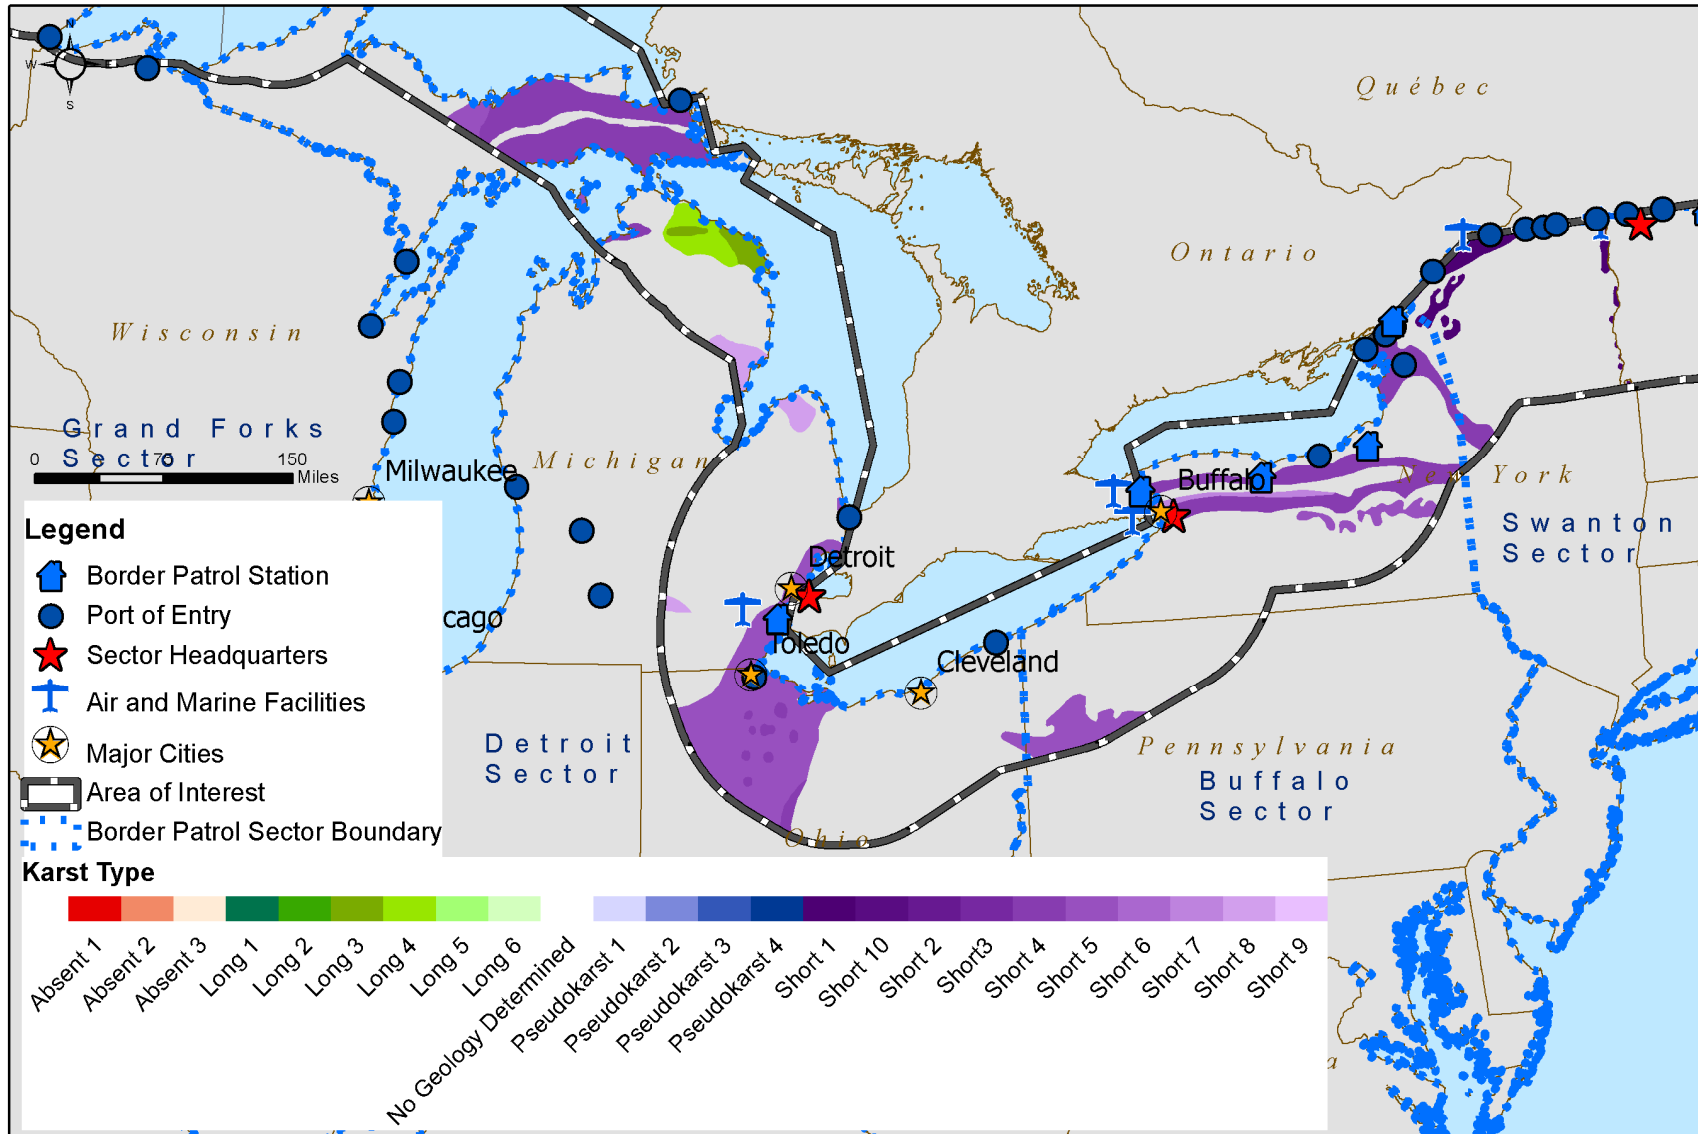 N
W
S
Québec
Ontario
Wisconsin
Grand Forks
Sector
0 75 150
Miles
Milwaukee
Michigan
Buffalo
New York
Swanton
Sector
Detroit
cago
Toledo
Cleveland
Detroit
Sector
Pennsylvania
Buffalo
Sector
Ohio
a
Legend
Border Patrol Station
Port of Entry
Sector Headquarters
Air and Marine Facilities
Major Cities
Area of Interest
Border Patrol Sector Boundary
Karst Type
Absent 1
Absent 2
Absent 3
Long 1
Long 2
Long 3
Long 4
Long 5
Long 6
No Geology Determined
Pseudokarst 1
Pseudokarst 2
Pseudokarst 3
Pseudokarst 4
Short 1
Short 10
Short 2
Short3
Short 4
Short 5
Short 6
Short 7
Short 8
Short 9